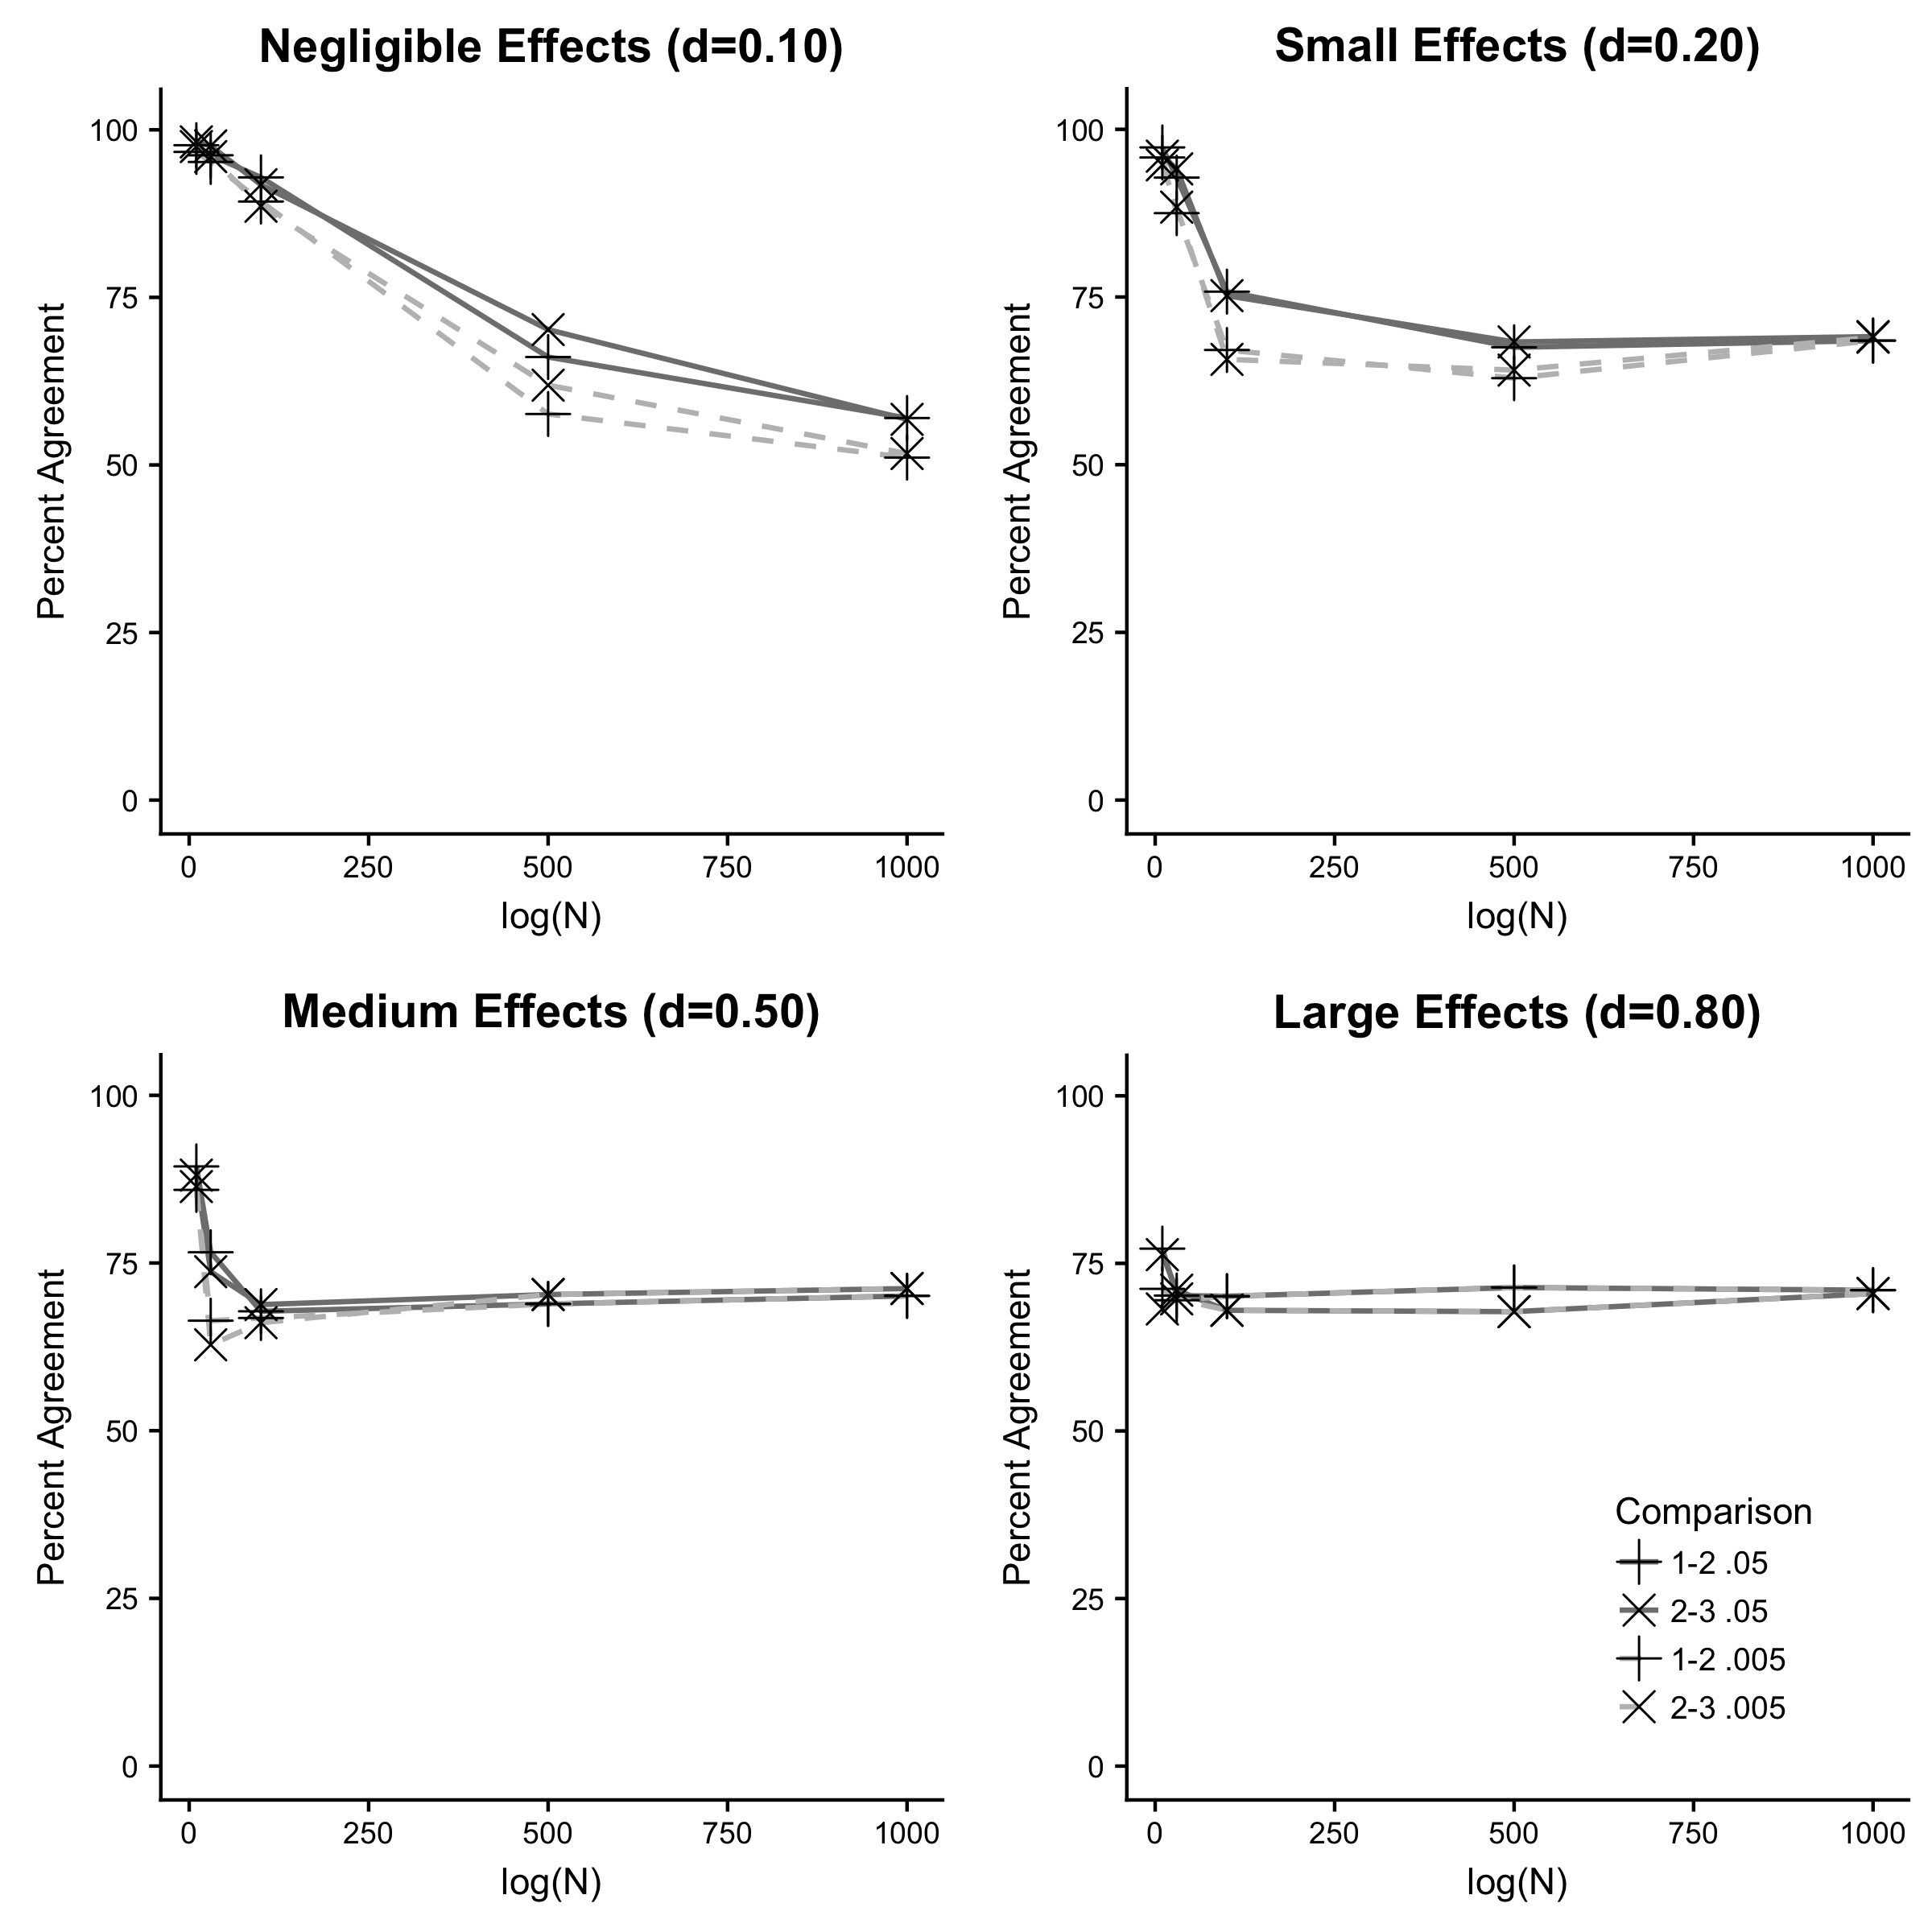 Negligible Effects (d=0.10)
Percent Agreement
100
75
50
25
0
0 250 500 750 1000
log(N)
Small Effects (d=0.20)
Percent Agreement
100
75
50
25
0
0 250 500 750 1000
log(N)
Medium Effects (d=0.50)
Percent Agreement
100
75
50
25
0
0 250 500 750 1000
log(N)
Large Effects (d=0.80)
Percent Agreement
100
75
50
25
0
Comparison
1-2 .05
2-3 .05
1-2 .005
2-3 .005
0 250 500 750 1000
log(N)